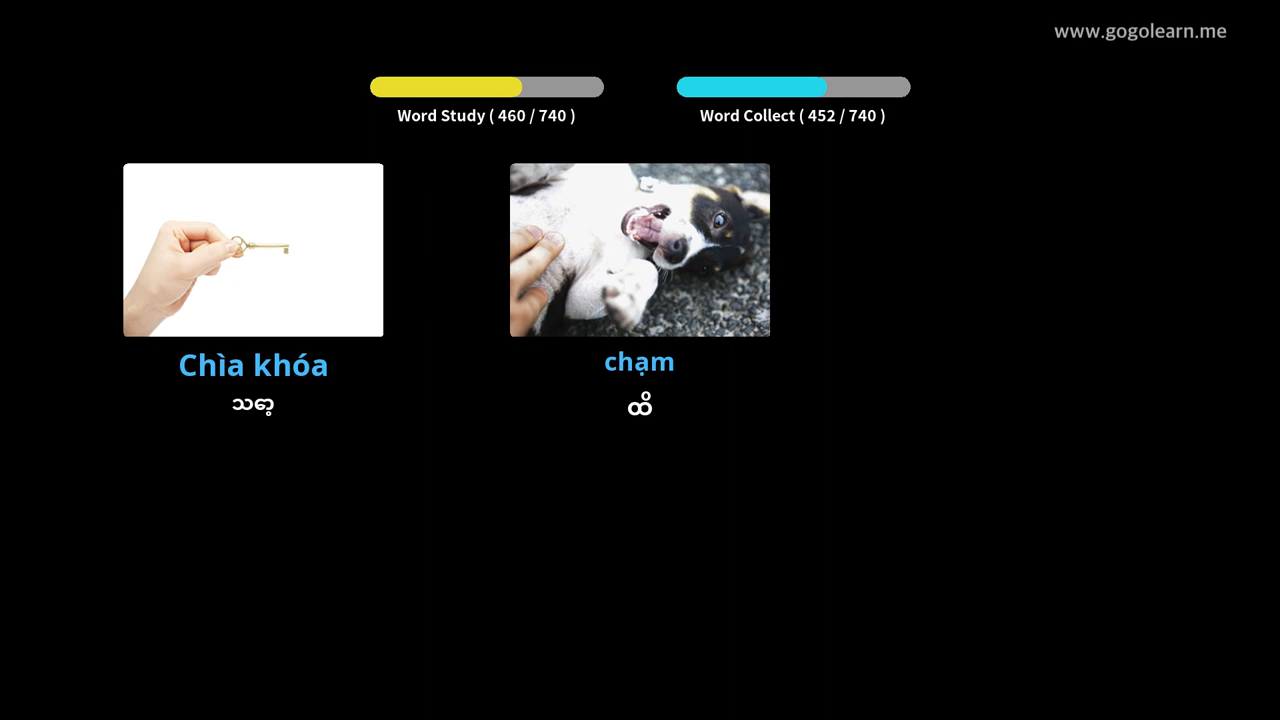 www.gogolearn.me
Word Study ( 460 / 740 )
Word Collect ( 452 / 740 )
Chìa khóa
chạm
သော့
ထိ